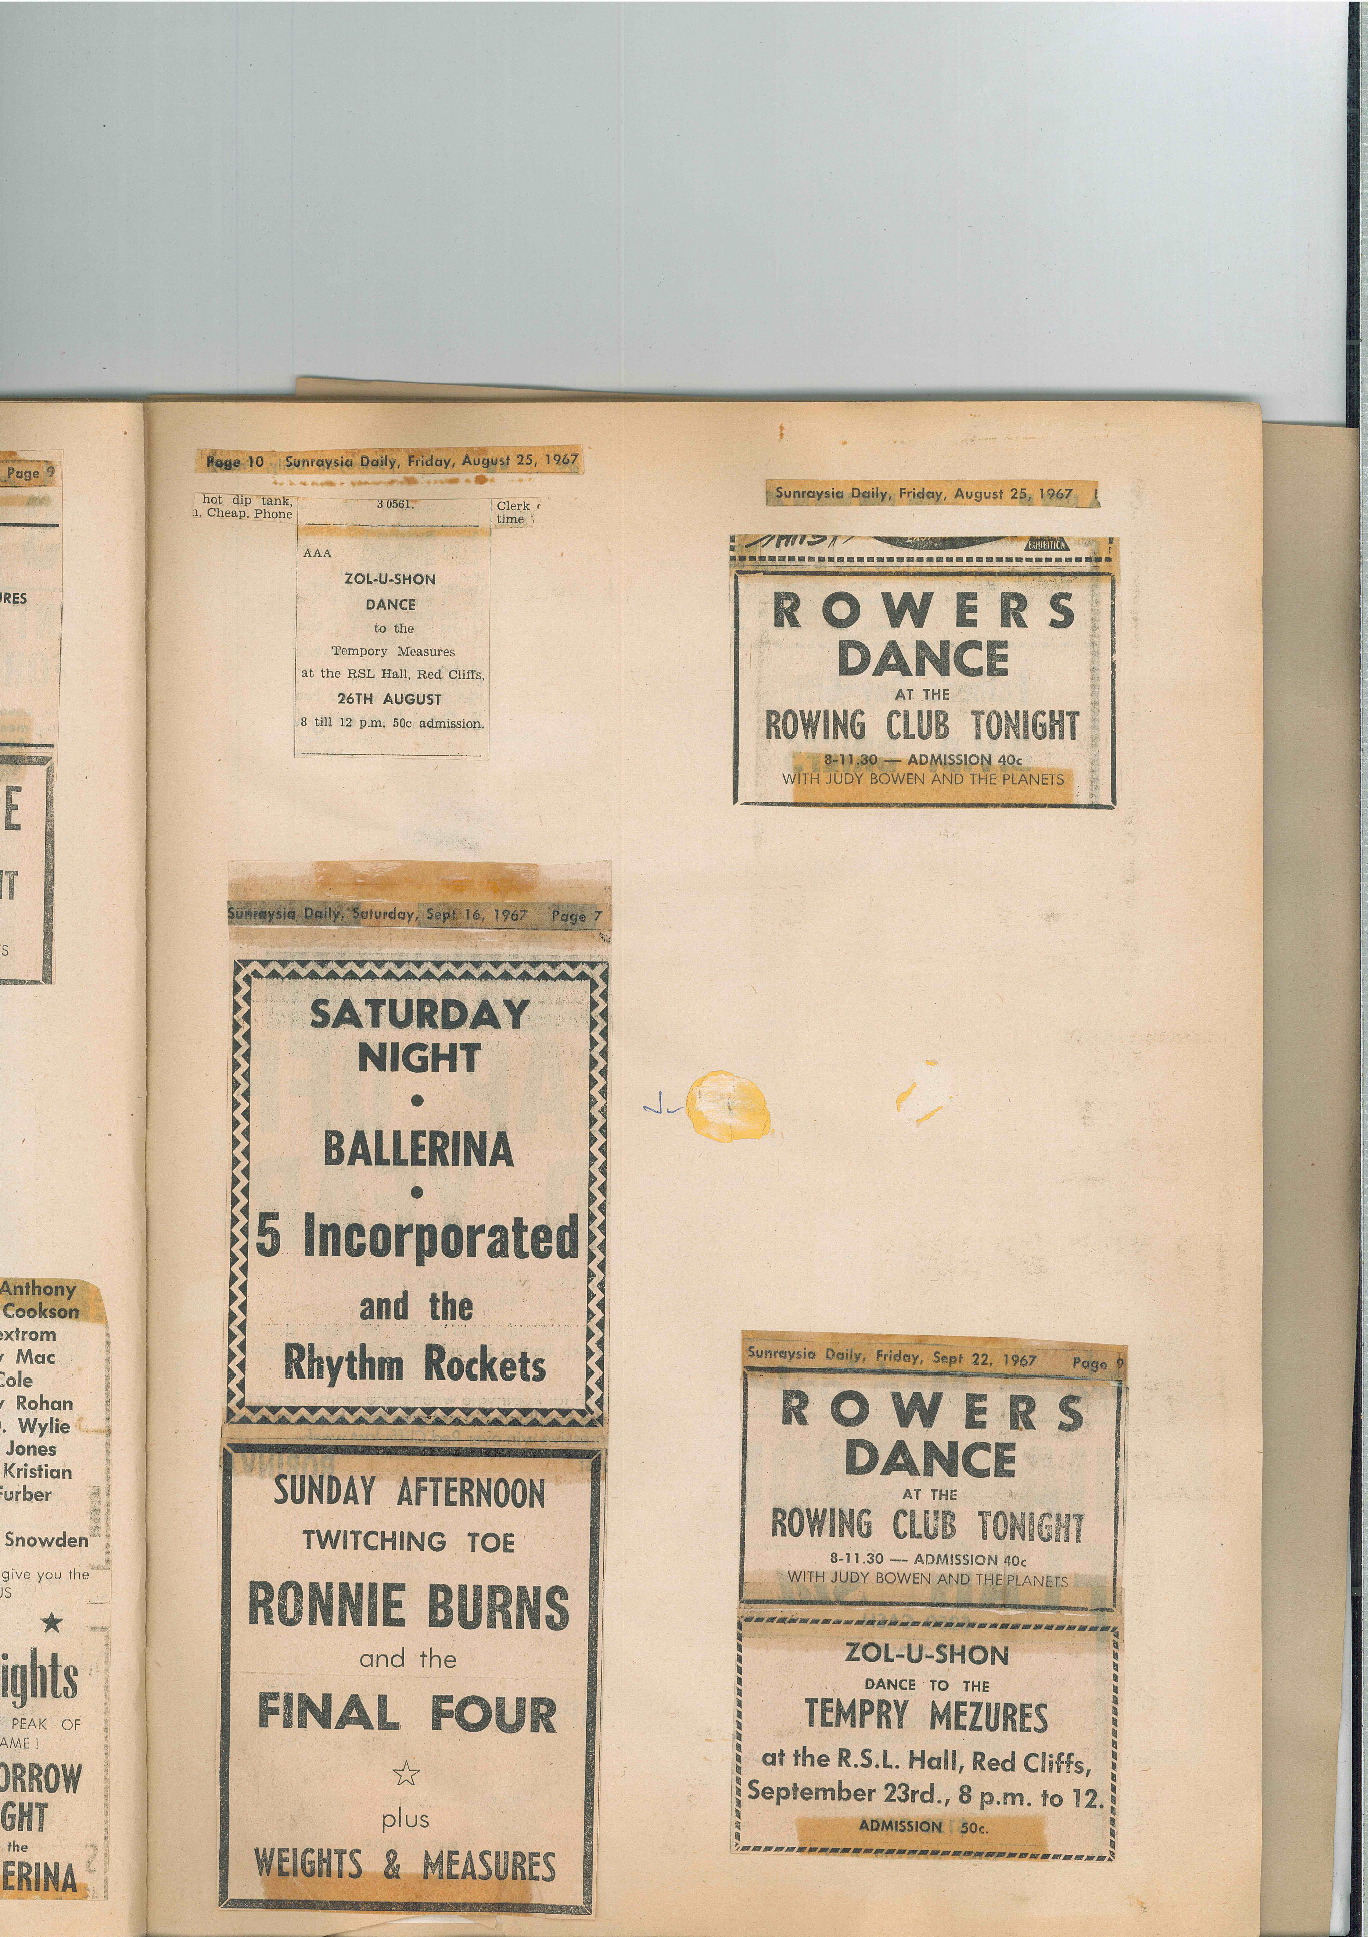 Page 9
URES
E
HT
TS
Anthony
Cookson
extrom
y Mac
Cole
y Rohan
. Wylie
Jones
Kristian
Furber
Snowden
give you the
US
ights
PEAK OF
AME !
ORROW
GHT
the
ERINA
Page 10 Sunraysia Daily, Friday, August 25, 1967
hot dip tank,
n. Cheap. Phone
3 0561.
Clerk
time
AAA
ZOL-U-SHON
DANCE
to the
Tempory Measures
at the RSL Hall, Red Cliffs,
26TH AUGUST
8 till 12 p.m. 50c admission.
Sunraysia Daily, Saturday, Sept 16, 1967 Page 7
SATURDAY
NIGHT
•
BALLERINA
•
5 Incorporated
and the
Rhythm Rockets
SUNDAY AFTERNOON
TWITCHING TOE
RONNIE BURNS
and the
FINAL FOUR
plus
WEIGHTS & MEASURES
Sunraysia Daily, Friday, August 25, 1967
EXHIBITION
ROWERS
DANCE
AT THE
ROWING CLUB TONIGHT
8-11.30 — ADMISSION 40c
WITH JUDY BOWEN AND THE PLANETS
Sunraysia Daily, Friday, Sept 22, 1967 Page 9
ROWERS
DANCE
AT THE
ROWING CLUB TONIGHT
8-11.30 — ADMISSION 40c
WITH JUDY BOWEN AND THE PLANETS
ZOL-U-SHON
DANCE TO THE
TEMPRY MEZURES
at the R.S.L. Hall, Red Cliffs,
September 23rd., 8 p.m. to 12.
ADMISSION 50c.